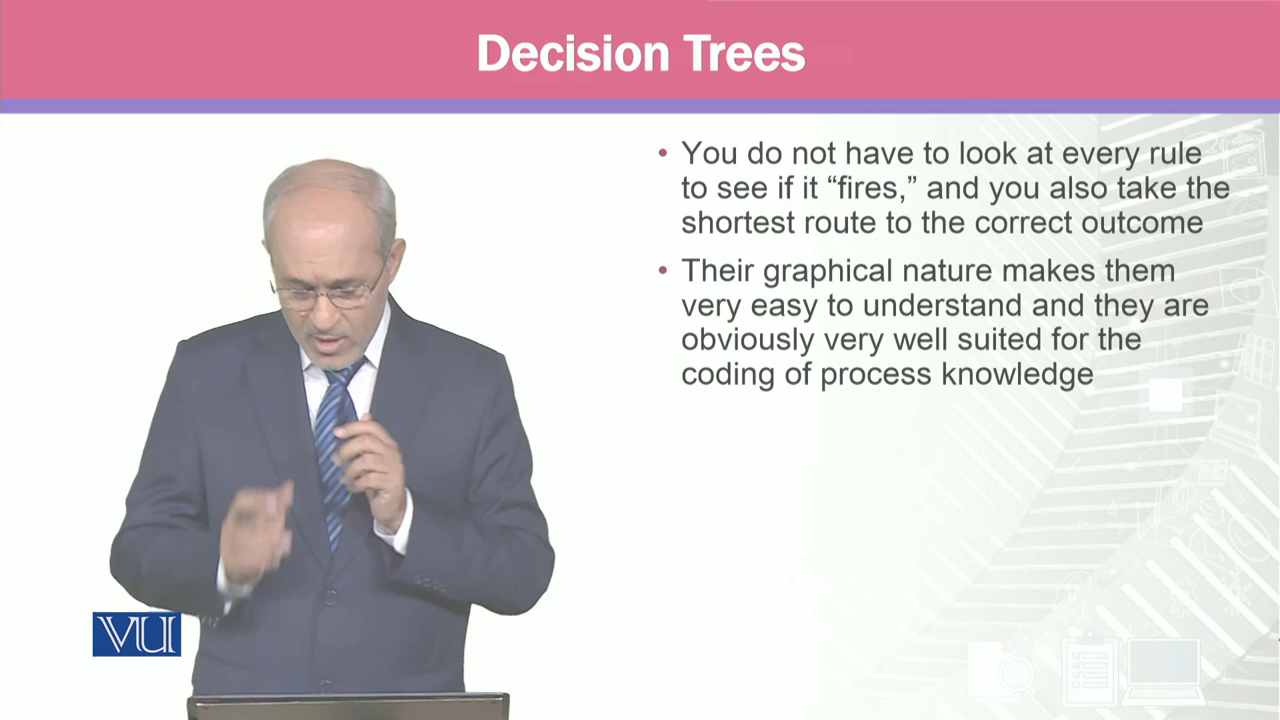 Decision Trees
• You do not have to look at every rule
to see if it “fires,” and you also take the
shortest route to the correct outcome
• Their graphical nature makes them
very easy to understand and they are
obviously very well suited for the
coding of process knowledge
VU